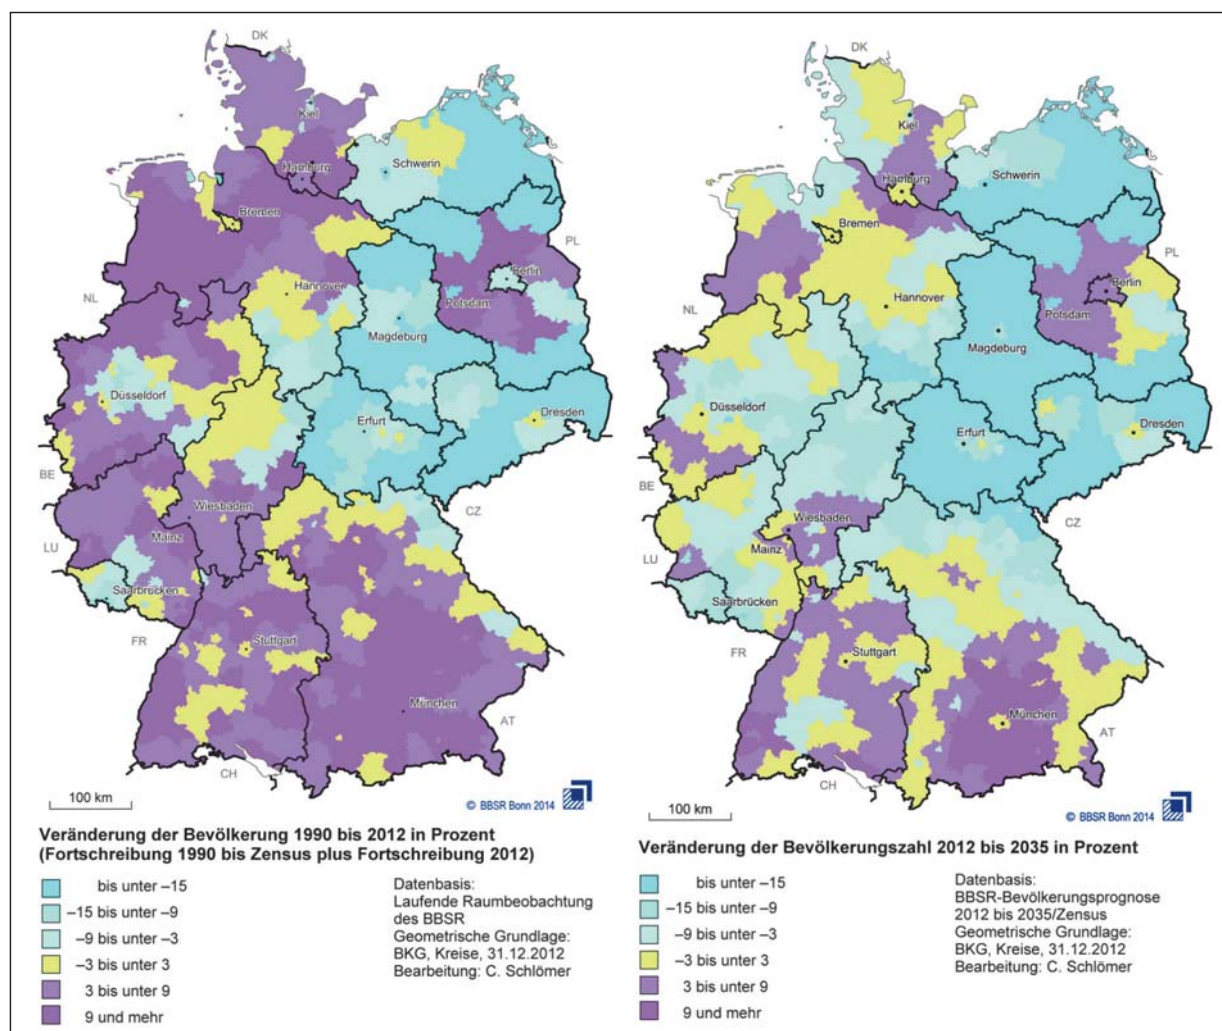 DK
Kiel
Hamburg
Schwerin
Bremen
PL
Berlin
NL
Hannover
Potsdam
Magdeburg
Düsseldorf
Erfurt
Dresden
BE
Wiesbaden
CZ
LU
Mainz
Saarbrücken
FR
Stuttgart
München
AT
CH
100 km
© BBSR Bonn 2014
Veränderung der Bevölkerung 1990 bis 2012 in Prozent
(Fortschreibung 1990 bis Zensus plus Fortschreibung 2012)
bis unter –15
–15 bis unter –9
–9 bis unter –3
–3 bis unter 3
3 bis unter 9
9 und mehr
Datenbasis:
Laufende Raumbeobachtung
des BBSR
Geometrische Grundlage:
BKG, Kreise, 31.12.2012
Bearbeitung: C. Schlömer
DK
Kiel
Schwerin
Hamburg
Bremen
PL
Berlin
NL
Hannover
Potsdam
Magdeburg
Düsseldorf
Erfurt
Dresden
BE
Wiesbaden
CZ
Mainz
LU
Saarbrücken
FR
Stuttgart
München
AT
CH
100 km
© BBSR Bonn 2014
Veränderung der Bevölkerungszahl 2012 bis 2035 in Prozent
bis unter –15
–15 bis unter –9
–9 bis unter –3
–3 bis unter 3
3 bis unter 9
9 und mehr
Datenbasis:
BBSR-Bevölkerungsprognose
2012 bis 2035/Zensus
Geometrische Grundlage:
BKG, Kreise, 31.12.2012
Bearbeitung: C. Schlömer